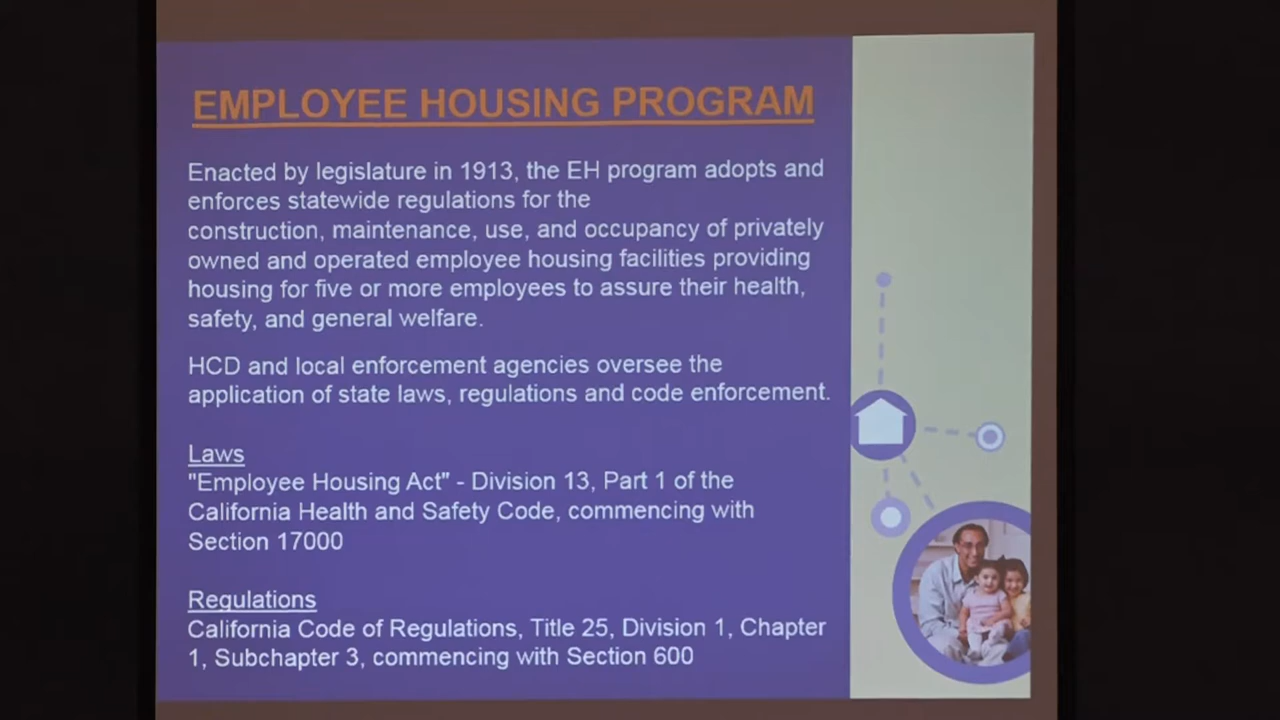 EMPLOYEE HOUSING PROGRAM
Enacted by legislature in 1913, the EH program adopts and
enforces statewide regulations for the
construction, maintenance, use, and occupancy of privately
owned and operated employee housing facilities providing
housing for five or more employees to assure their health,
safety, and general welfare.
HCD and local enforcement agencies oversee the
application of state laws, regulations and code enforcement.
Laws
"Employee Housing Act" - Division 13, Part 1 of the
California Health and Safety Code, commencing with
Section 17000
Regulations
California Code of Regulations, Title 25, Division 1, Chapter
1, Subchapter 3, commencing with Section 600